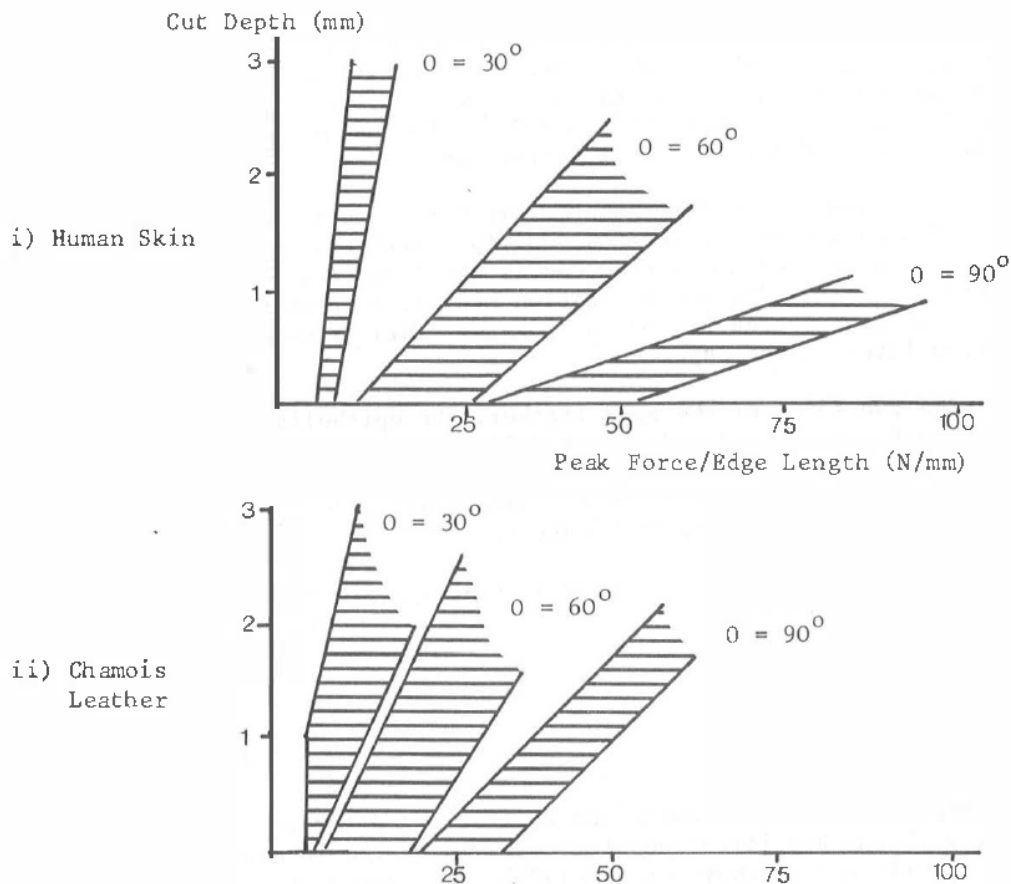 Cut Depth (mm)
3
2
1
0 = 30°
0 = 60°
0 = 90°
i) Human Skin
25
50
75
100
Peak Force/Edge Length (N/mm)
3
2
1
0 = 30°
0 = 60°
0 = 90°
ii) Chamois
Leather
25
50
75
100